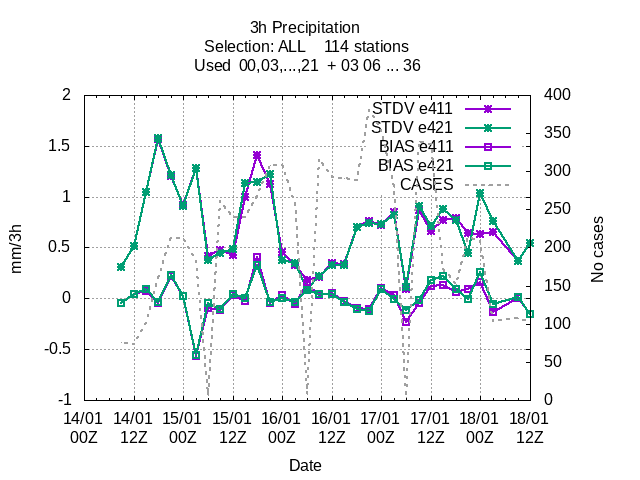 3h Precipitation
Selection: ALL    114 stations
Used  00,03,...,21  + 03 06 ... 36
STDV e411
STDV e421
BIAS e411
BIAS e421
CASES
2
1.5
1
0.5
0
-0.5
-1
mm/3h
400
350
300
250
200
150
100
50
0
No cases
14/01 14/01 15/01 15/01 16/01 16/01 17/01 17/01 18/01 18/01
00Z 12Z 00Z 12Z 00Z 12Z 00Z 12Z 00Z 12Z
Date